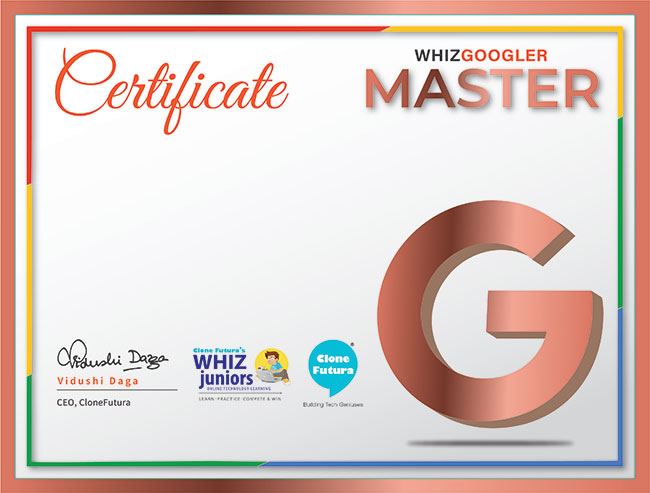 Certificate
WHIZGOOGLER
MASTER
G
Vidushi Daga
Vidushi Daga
CEO, CloneFutura
Clone Futura's
WHIZ
juniors
ONLINE TECHNOLOGY LEARNING
LEARN PRACTICE COMPETE & WIN
Clone
Futura
®
Building Tech Geniuses